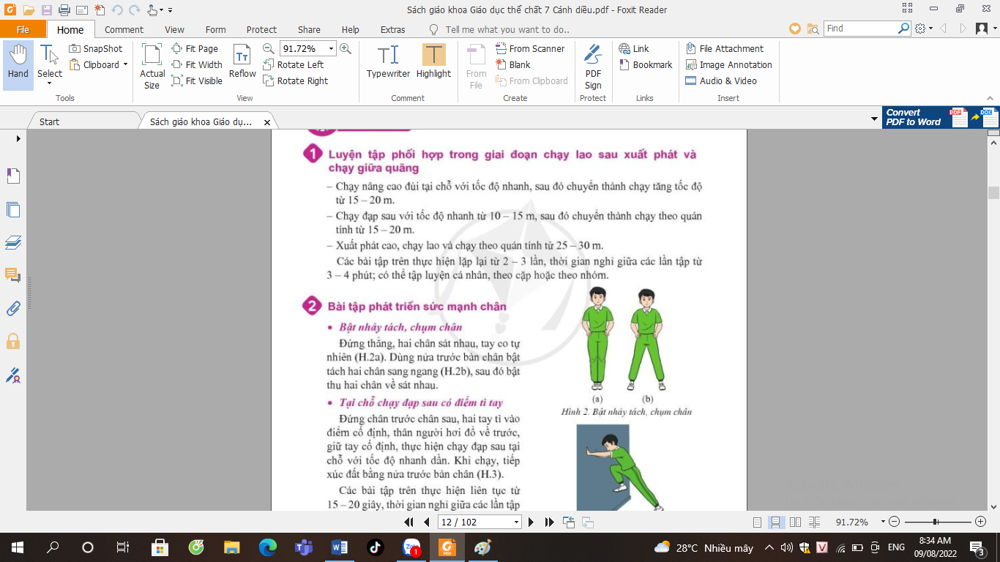 Sách giáo khoa Giáo dục thể chất 7 Cánh diều.pdf - Foxit Reader
File Home Comment View Form Protect Share Help Extras Tell me what you want to do.. Find
Hand
Select
SnapShot
Clipboard
Tools
Actual Size
Fit Page
Fit Width
Fit Visible
Reflow
91.72%
Rotate Left
Rotate Right
View
Typewriter
Highlight
Comment
From File
From Scanner
Blank
From Clipboard
Create
PDF Sign
Protect
Link
Bookmark
Links
File Attachment
Image Annotation
Audio & Video
Insert
Start
Sách giáo khoa Giáo dụ...
Convert
PDF to Word
PDF
DOC
1 Luyện tập phối hợp trong giai đoạn chạy lao sau xuất phát và
chạy giữa quãng
– Chạy nâng cao đùi tại chỗ với tốc độ nhanh, sau đó chuyển thành chạy tăng tốc độ
từ 15 – 20 m.
– Chạy đạp sau với tốc độ nhanh từ 10 – 15 m, sau đó chuyển thành chạy theo quán
tính từ 15 – 20 m.
– Xuất phát cao, chạy lao và chạy theo quán tính từ 25 – 30 m.
Các bài tập trên thực hiện lặp lại từ 2 – 3 lần, thời gian nghỉ giữa các lần tập từ
3 – 4 phút; có thể tập luyện cá nhân, theo cặp hoặc theo nhóm.
2 Bài tập phát triển sức mạnh chân
• Bật nhảy tách, chụm chân
Đứng thẳng, hai chân sát nhau, tay co tự
nhiên (H.2a). Dùng nửa trước bàn chân bật
tách hai chân sang ngang (H.2b), sau đó bật
thu hai chân về sát nhau.
(a) (b)
Hình 2. Bật nhảy tách, chụm chân
• Tại chỗ chạy đạp sau có điểm tì tay
Đứng chân trước chân sau, hai tay tì vào
điểm cố định, thân người hơi đổ về trước,
giữ tay cố định, thực hiện chạy đạp sau tại
chỗ với tốc độ nhanh dần. Khi chạy, tiếp
xúc đất bằng nửa trước bàn chân (H.3).
Các bài tập trên thực hiện liên tục từ
15 – 20 giây, thời gian nghỉ giữa các lần tập
12 / 102
91.72%
28°C Nhiều mây
ENG
8:34 AM
09/08/2022
3